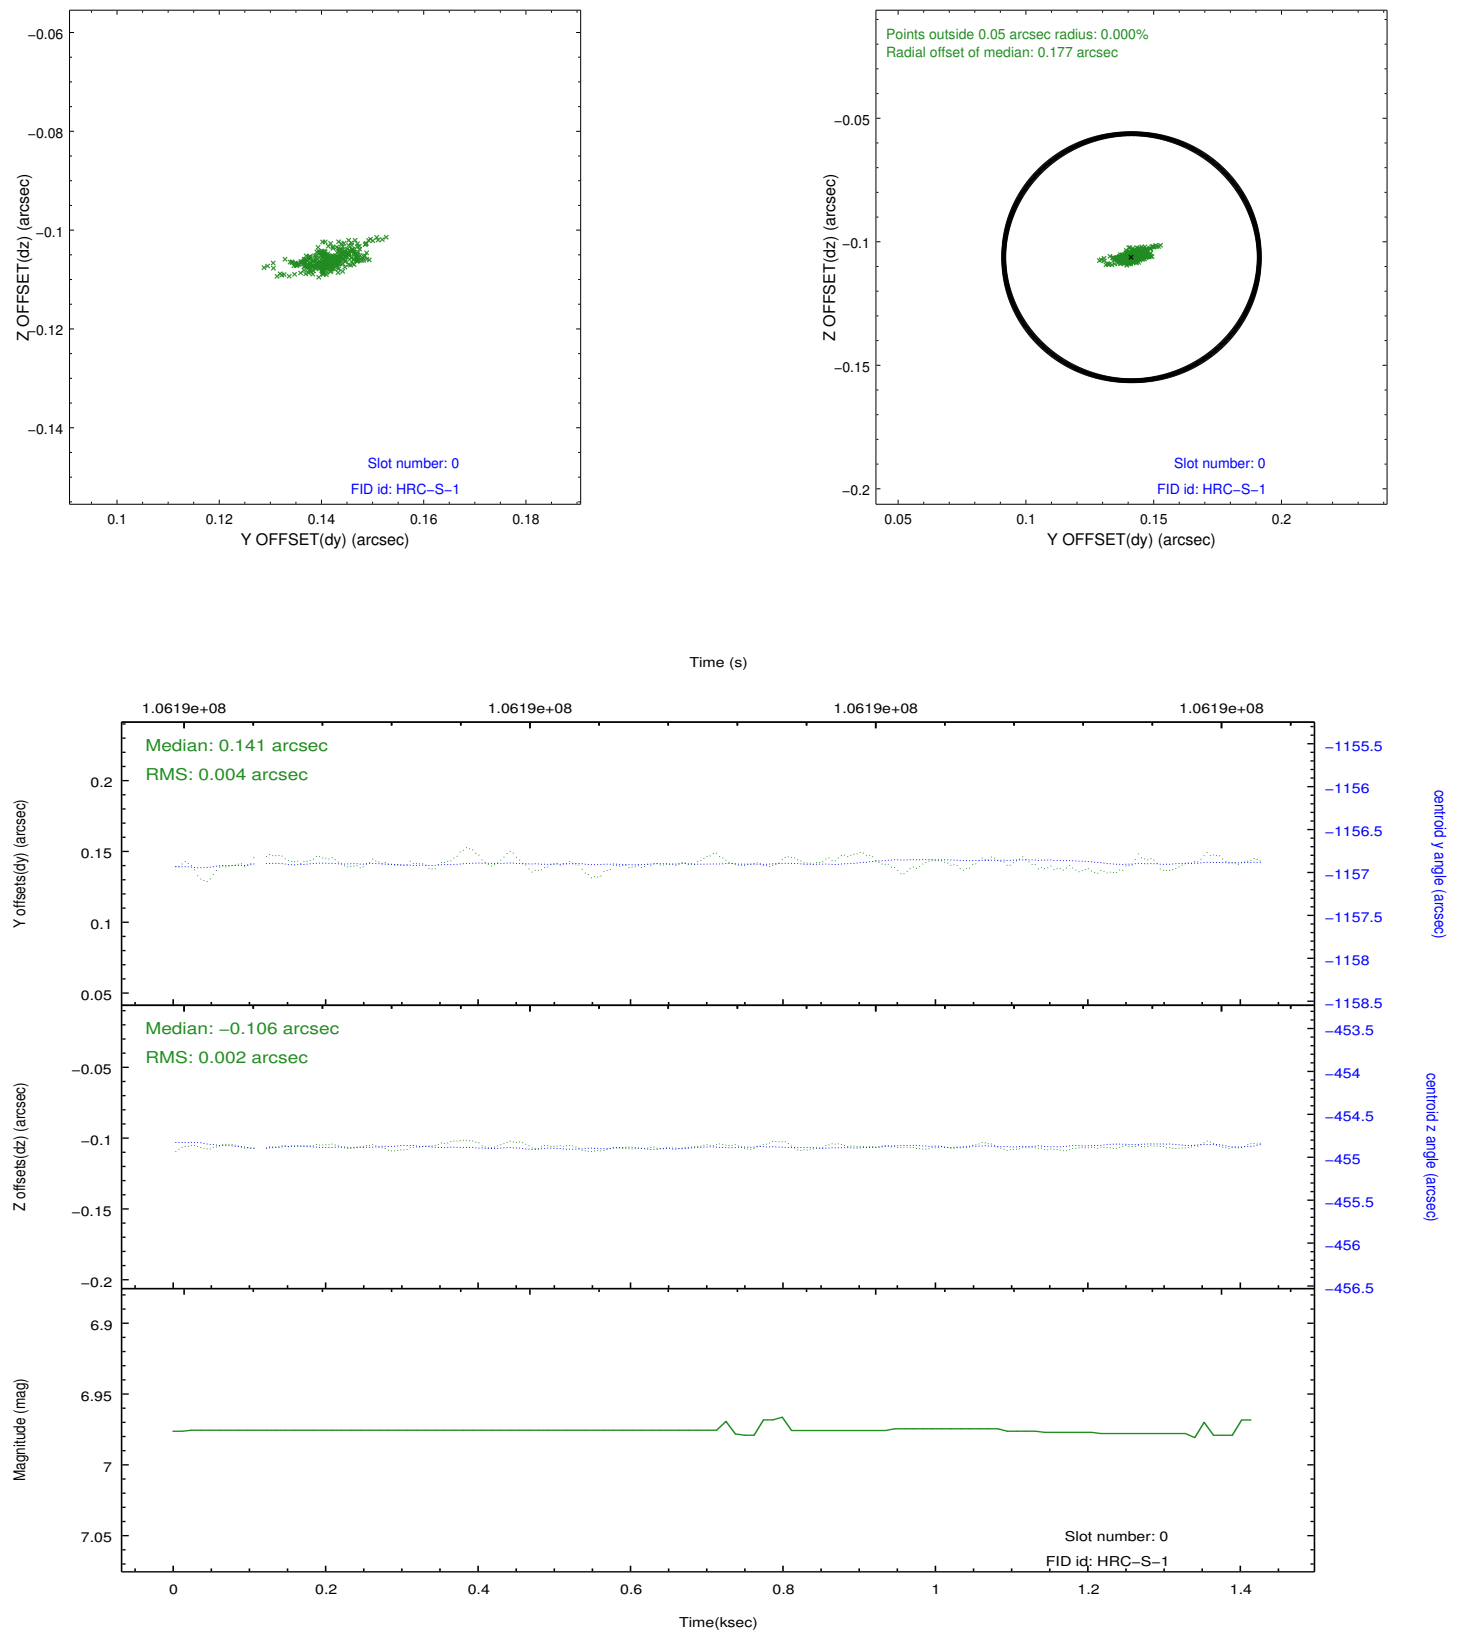 −0.06
−0.08
−0.1
−0.12
−0.14
Z OFFSET(dz) (arcsec)
Slot number: 0
FID id: HRC−S−1
0.1 0.12 0.14 0.16 0.18
Y OFFSET(dy) (arcsec)
Points outside 0.05 arcsec radius: 0.000%
Radial offset of median: 0.177 arcsec
−0.05
−0.1
−0.15
−0.2
Z OFFSET(dz) (arcsec)
Slot number: 0
FID id: HRC−S−1
0.05 0.1 0.15 0.2
Y OFFSET(dy) (arcsec)
Time (s)
1.0619e+08 1.0619e+08 1.0619e+08 1.0619e+08
Median: 0.141 arcsec
RMS: 0.004 arcsec
0.2
0.15
0.1
0.05
Y offsets(dy) (arcsec)
−1155.5
−1156
−1156.5
−1157
−1157.5
−1158
−1158.5
centroid y angle (arcsec)
Median: −0.106 arcsec
RMS: 0.002 arcsec
−0.05
−0.1
−0.15
−0.2
Z offsets(dz) (arcsec)
−453.5
−454
−454.5
−455
−455.5
−456
−456.5
centroid z angle (arcsec)
6.9
6.95
7
7.05
Magnitude (mag)
Slot number: 0
FID id: HRC−S−1
0 0.2 0.4 0.6 0.8 1 1.2 1.4
Time(ksec)